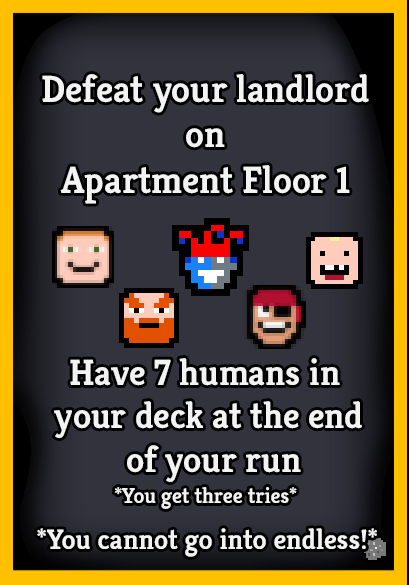 Defeat your landlord
on
Apartment Floor 1
Have 7 humans in
your deck at the end
of your run
*You get three tries*
*You cannot go into endless!*